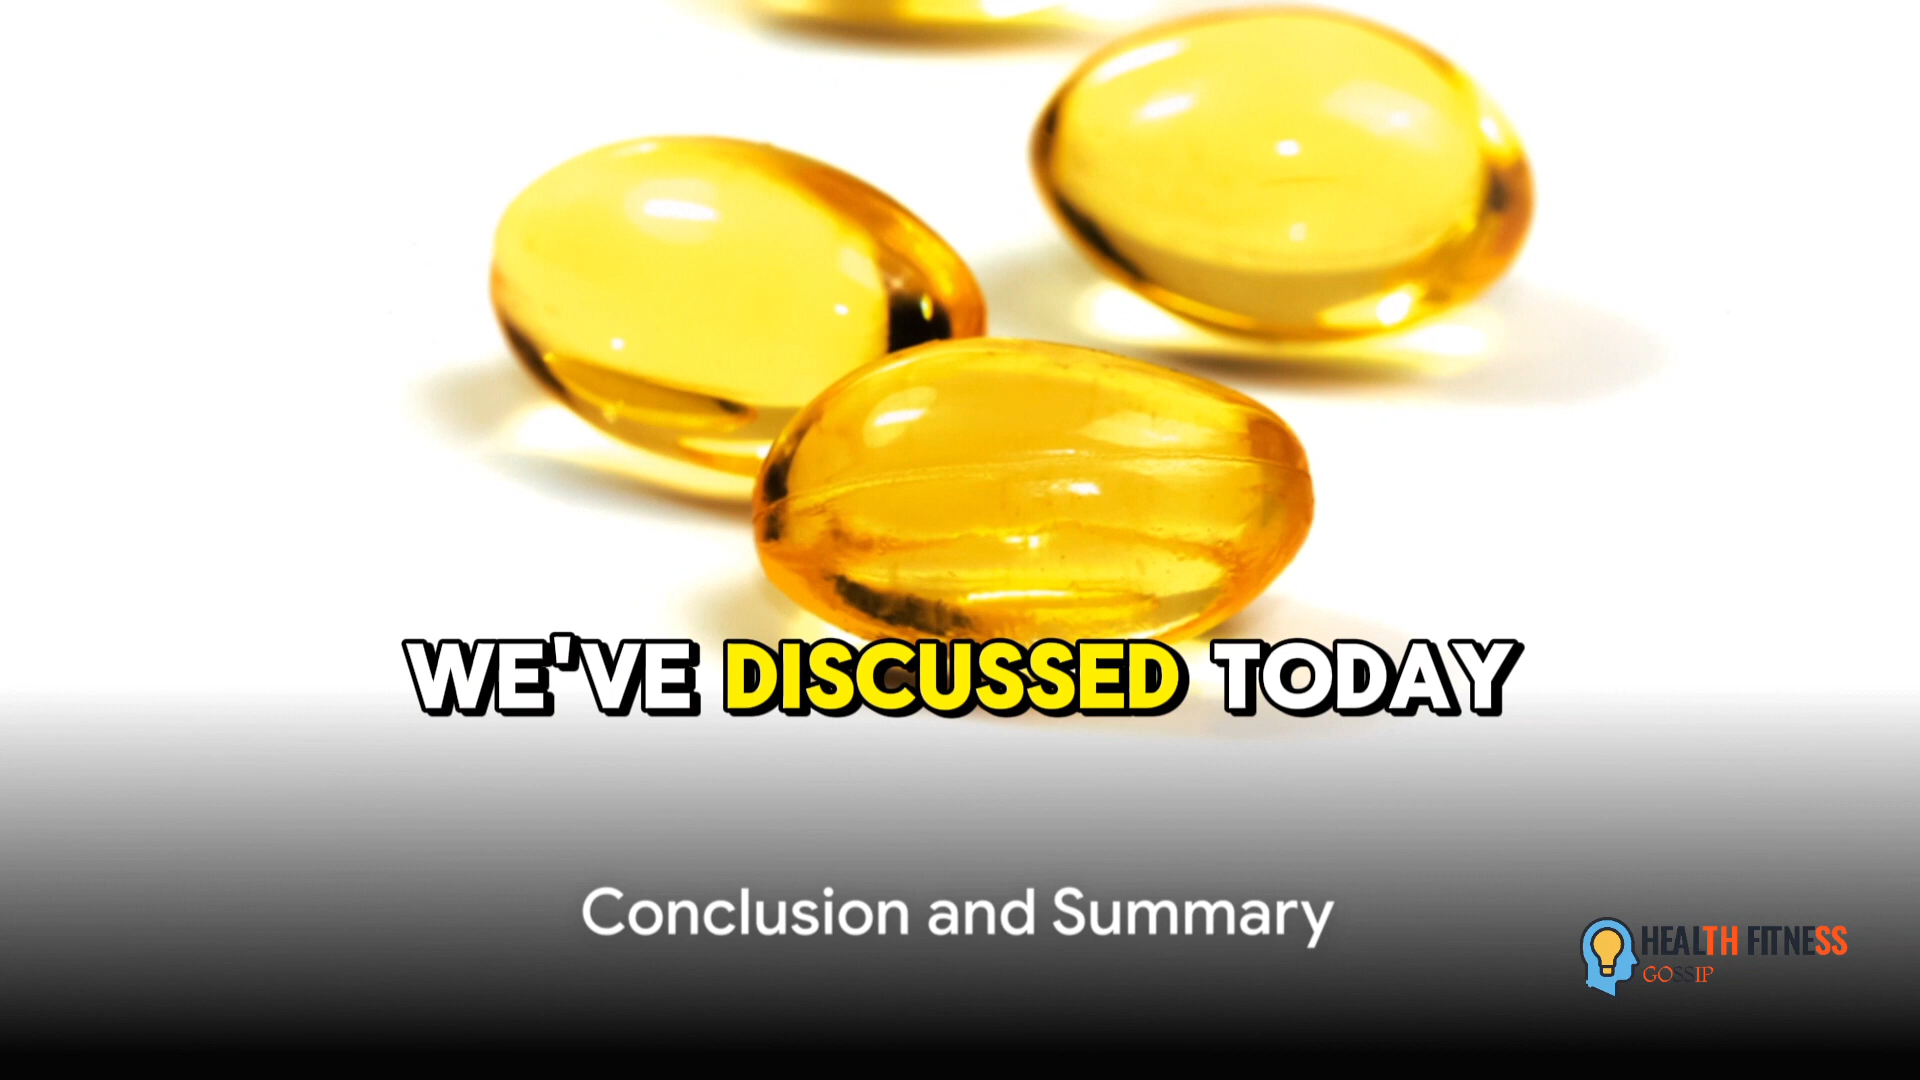 WE'VE DISCUSSED TODAY
Conclusion and Summary
HEALTH FITNESS
GOSSIP